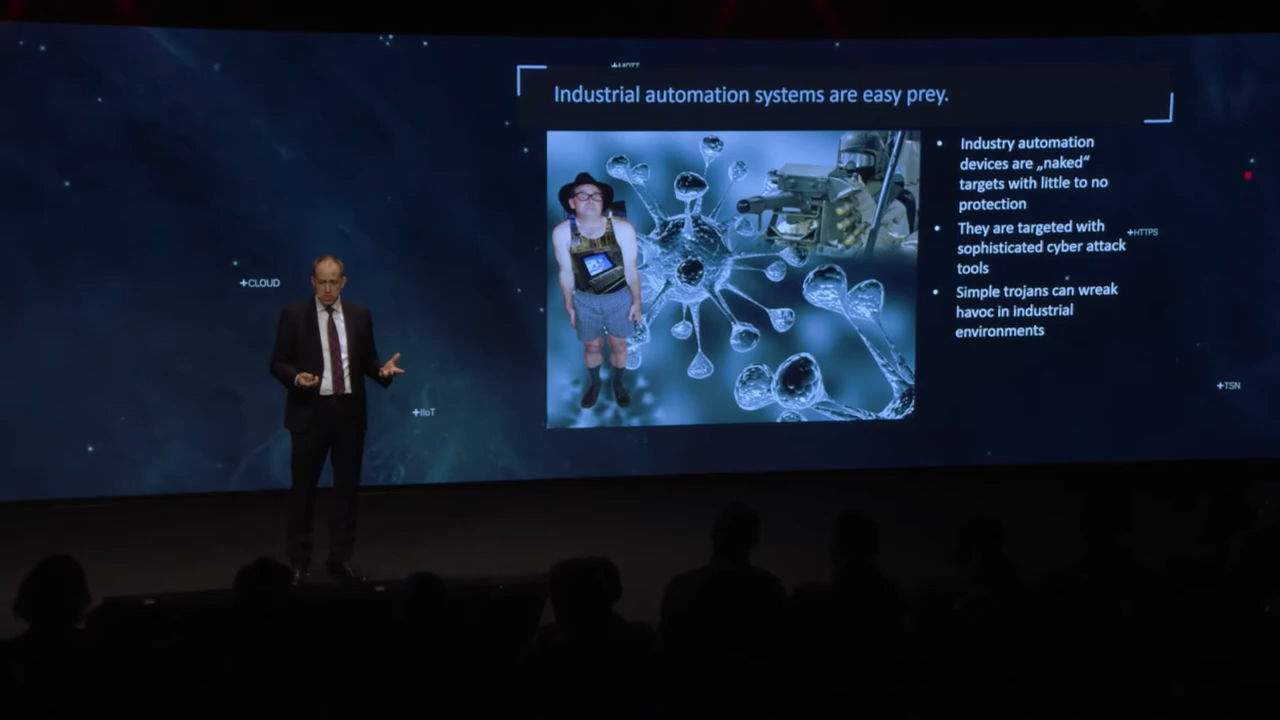 Industrial automation systems are easy prey.
• Industry automation
devices are „naked“
targets with little to no
protection
• They are targeted with
sophisticated cyber attack
tools
• Simple trojans can wreak
havoc in industrial
environments
+HTTPS
+CLOUD
+TSN
+IIoT